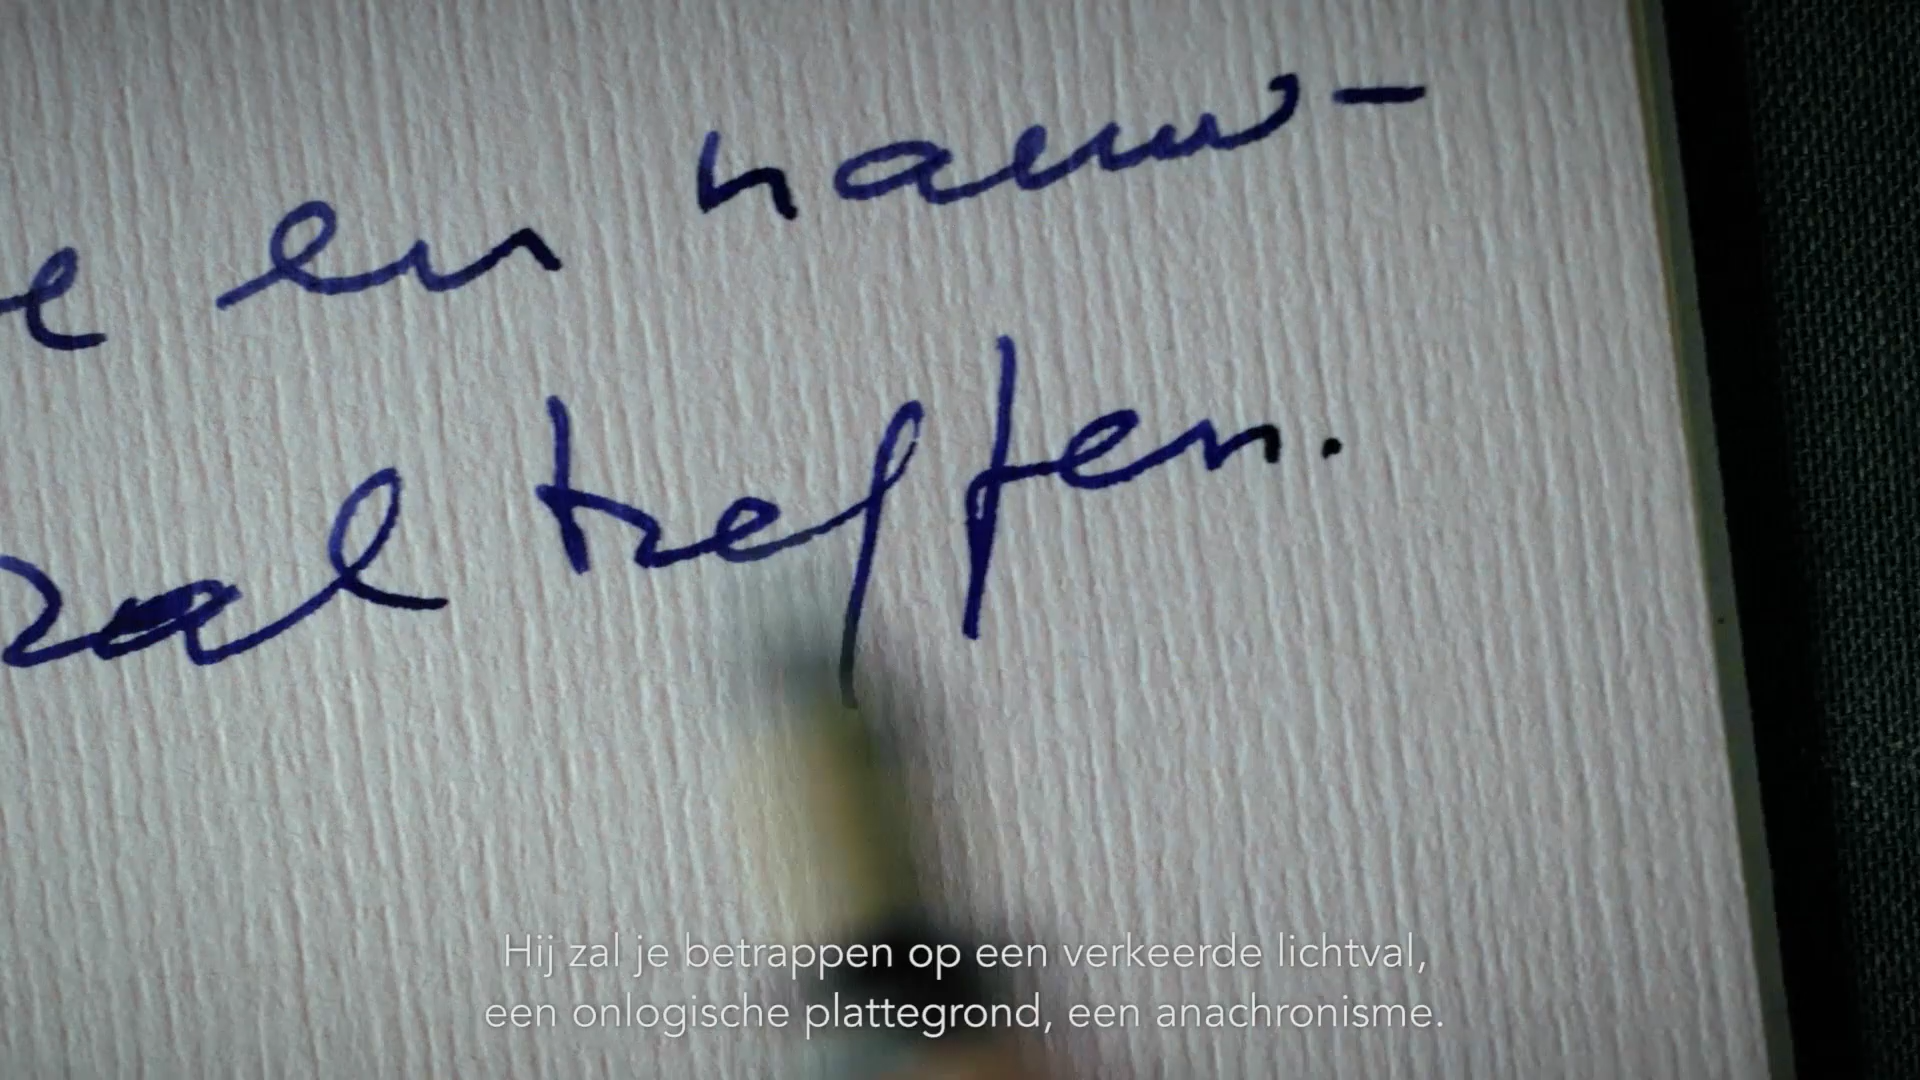 e en nauw-
zal treffen.
Hij zal je betrappen op een verkeerde lichtval,
een onlogische plattegrond, een anachronisme.